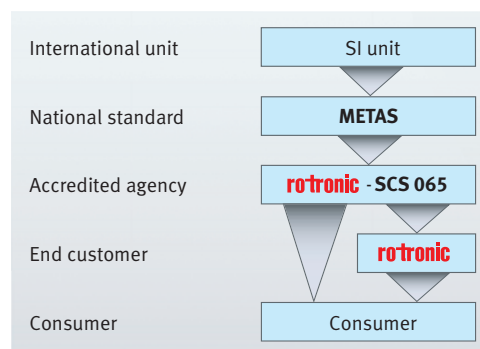 International unit SI unit
National standard METAS
Accredited agency rotronic - SCS 065
End customer rotronic
Consumer Consumer